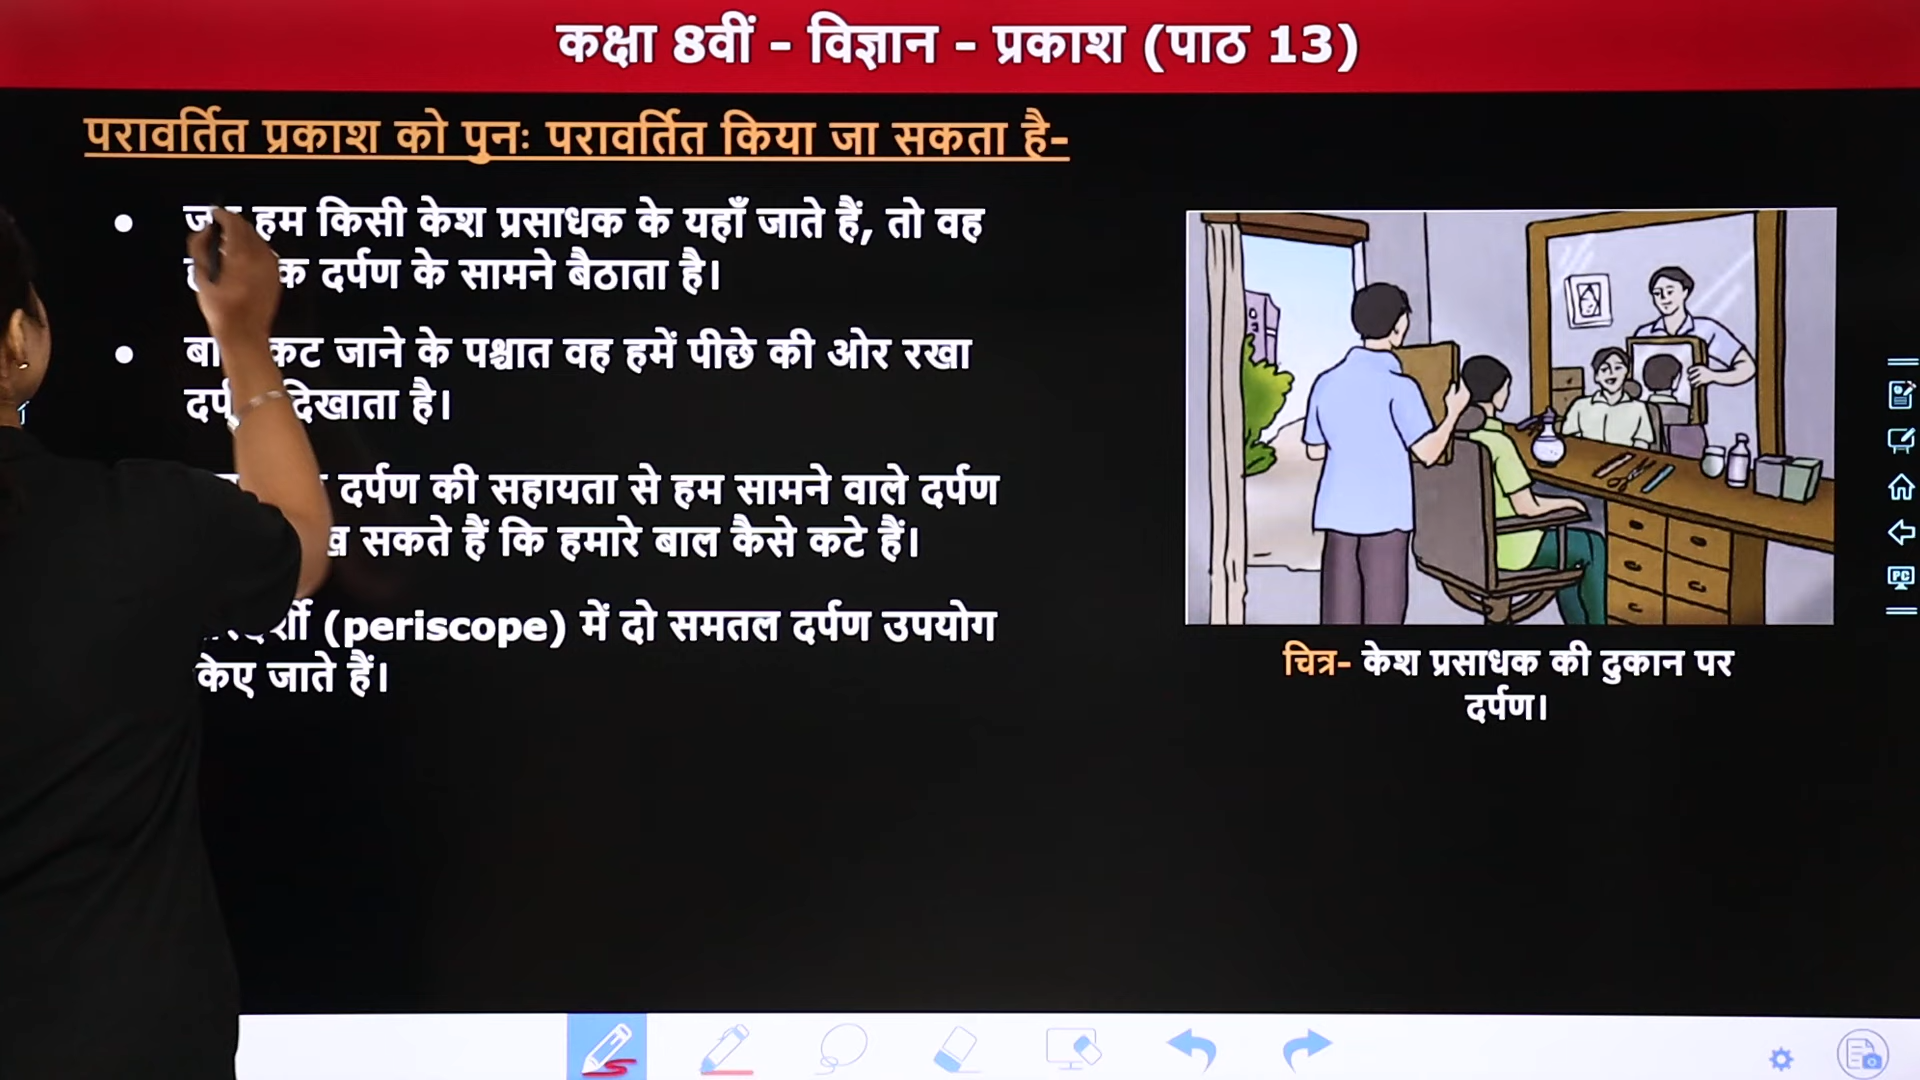 कक्षा 8वीं - विज्ञान - प्रकाश (पाठ 13)
परावर्तित प्रकाश को पुनः परावर्तित किया जा सकता है-
हम किसी केश प्रसाधक के यहाँ जाते हैं, तो वह
दर्पण के सामने बैठाता है।
कट जाने के पश्चात वह हमें पीछे की ओर रखा
दिखाता है।
दर्पण की सहायता से हम सामने वाले दर्पण
सकते हैं कि हमारे बाल कैसे कटे हैं।
(periscope) में दो समतल दर्पण उपयोग
जाते हैं।
चित्र- केश प्रसाधक की दुकान पर
दर्पण।
PC